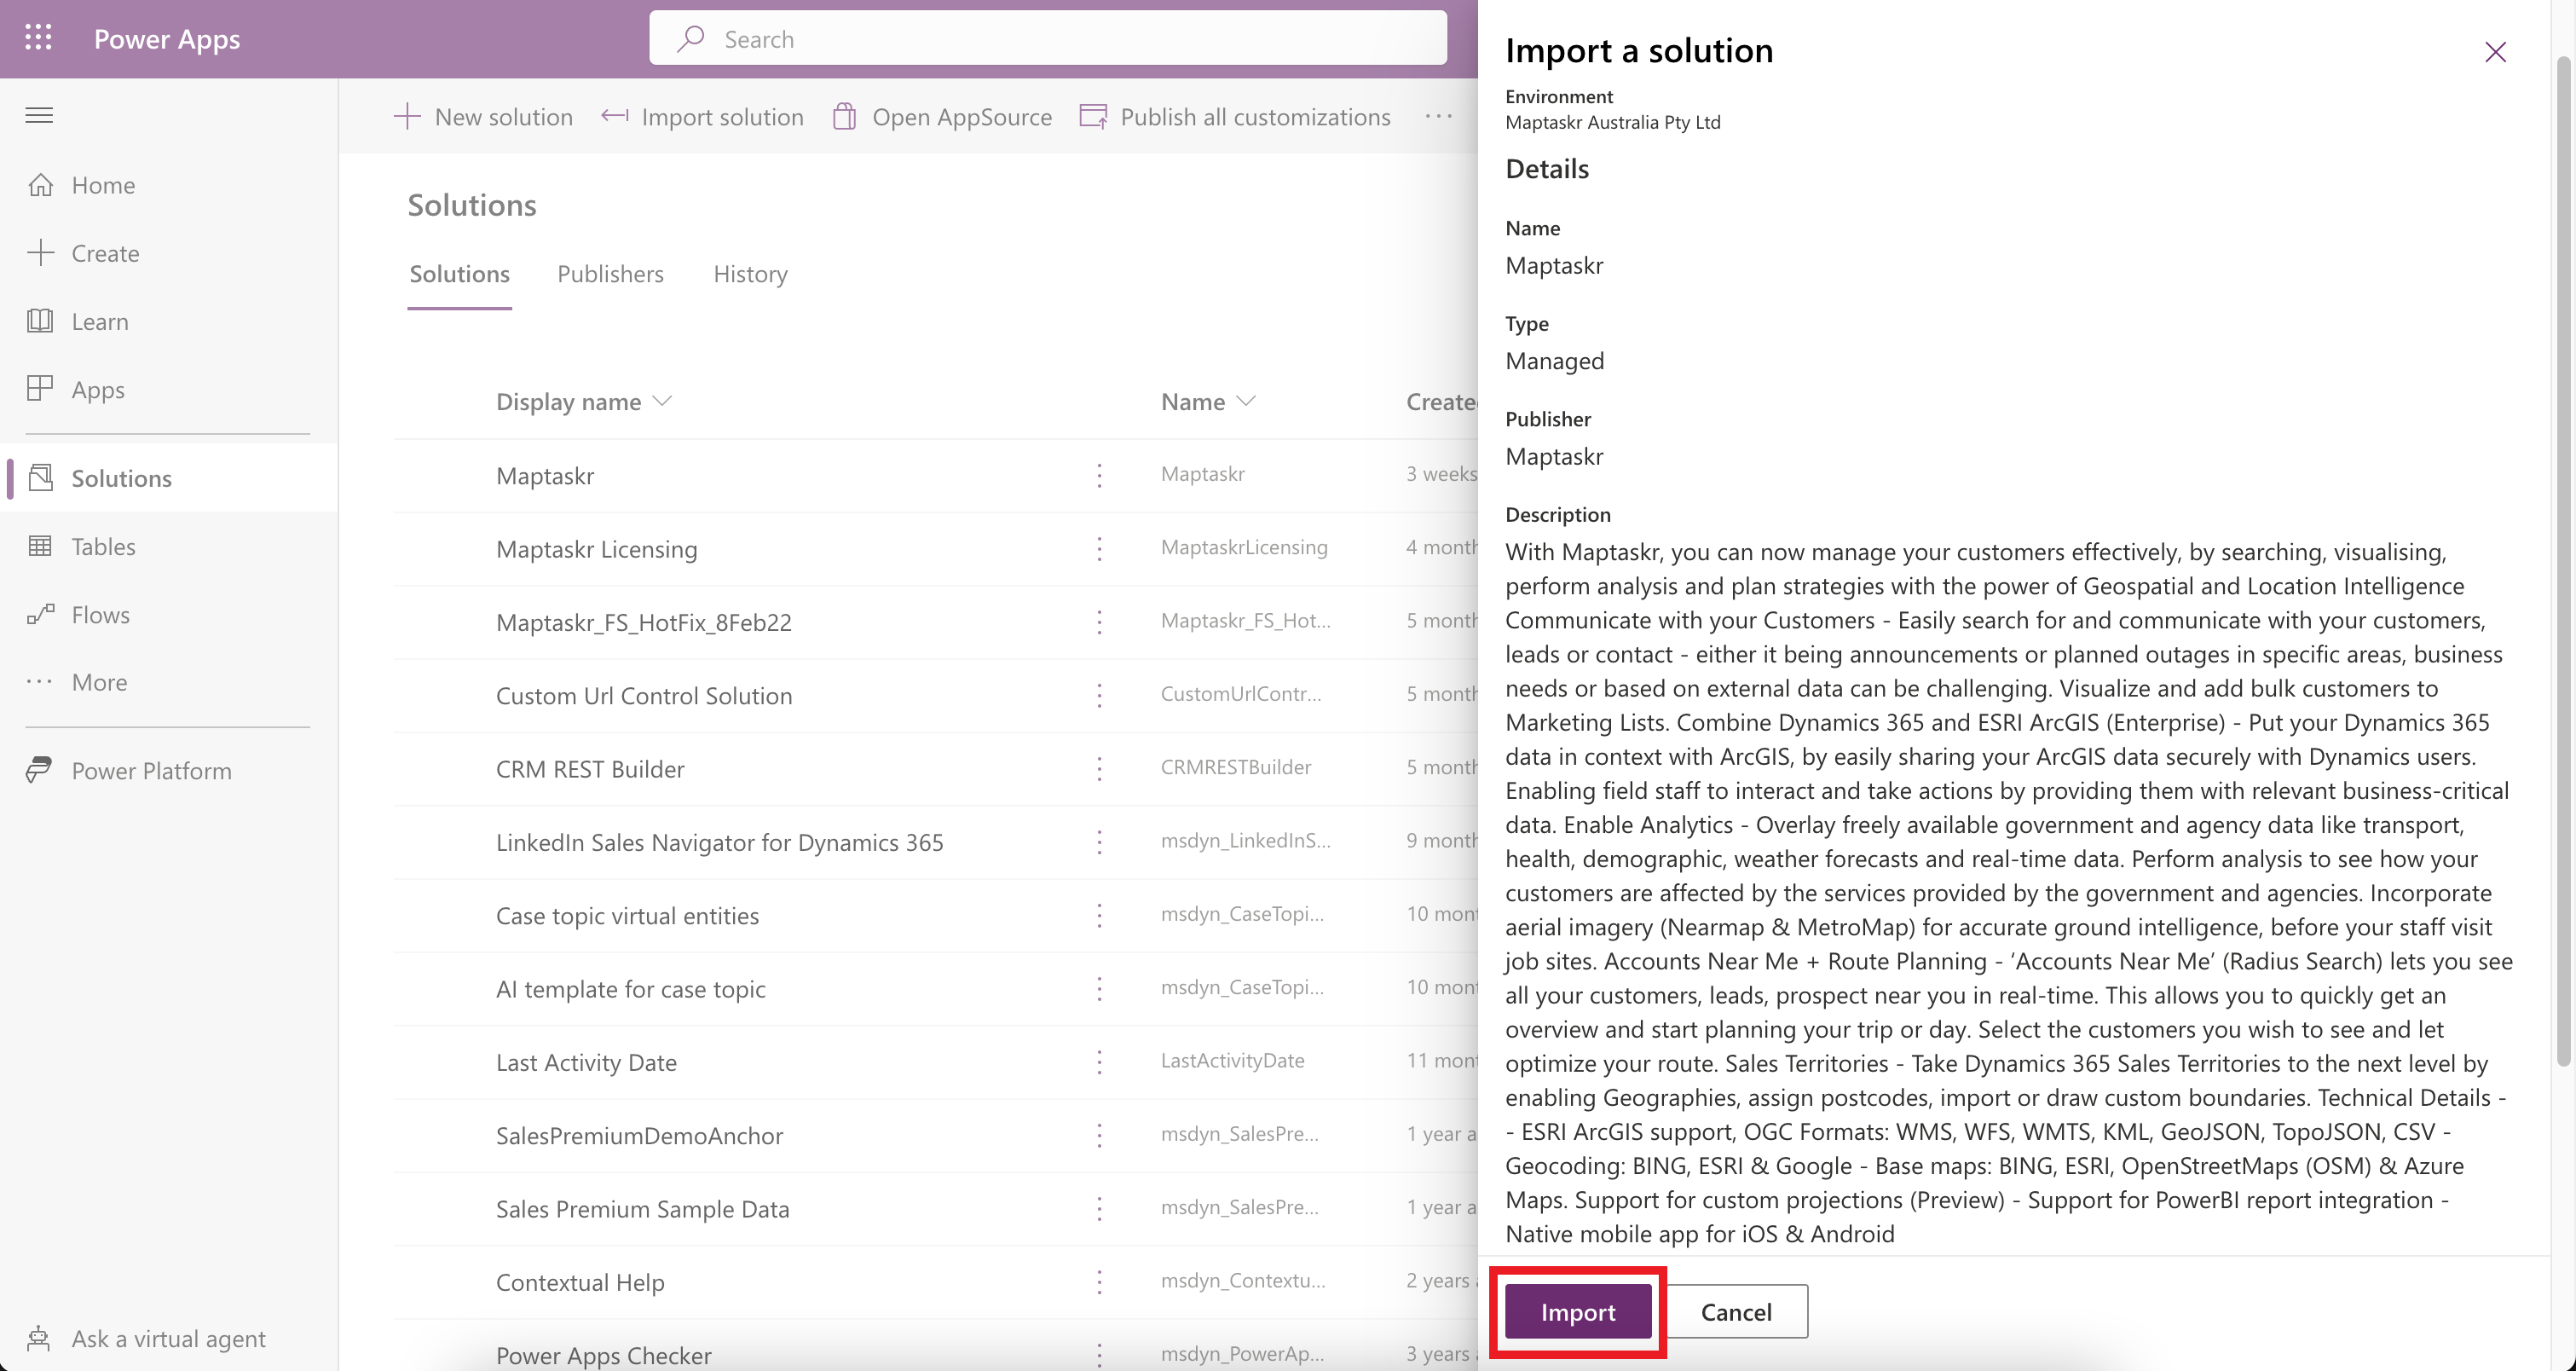 Power Apps
Search
New solution
Import solution
Open AppSource
Publish all customizations
Home
Create
Learn
Apps
Solutions
Tables
Flows
More
Power Platform
Ask a virtual agent
Solutions
Solutions Publishers History
Display name Name Create
Maptaskr Maptaskr 3 weeks
Maptaskr Licensing MaptaskrLicensing 4 month
Maptaskr_FS_HotFix_8Feb22 Maptaskr_FS_Hot... 5 month
Custom Url Control Solution CustomUrlContr... 5 month
CRM REST Builder CRMRESTBuilder 5 month
LinkedIn Sales Navigator for Dynamics 365 msdyn_LinkedInS... 9 month
Case topic virtual entities msdyn_CaseTopi... 10 mont
AI template for case topic msdyn_CaseTopi... 10 mont
Last Activity Date LastActivityDate 11 mont
SalesPremiumDemoAnchor msdyn_SalesPre... 1 year a
Sales Premium Sample Data msdyn_SalesPre... 1 year a
Contextual Help msdyn_Contextu... 2 years
Power Apps Checker msdyn_PowerAp... 3 years
Import a solution
Environment
Maptaskr Australia Pty Ltd
Details
Name
Maptaskr
Type
Managed
Publisher
Maptaskr
Description
With Maptaskr, you can now manage your customers effectively, by searching, visualising,
perform analysis and plan strategies with the power of Geospatial and Location Intelligence
Communicate with your Customers - Easily search for and communicate with your customers,
leads or contact - either it being announcements or planned outages in specific areas, business
needs or based on external data can be challenging. Visualize and add bulk customers to
Marketing Lists. Combine Dynamics 365 and ESRI ArcGIS (Enterprise) - Put your Dynamics 365
data in context with ArcGIS, by easily sharing your ArcGIS data securely with Dynamics users.
Enabling field staff to interact and take actions by providing them with relevant business-critical
data. Enable Analytics - Overlay freely available government and agency data like transport,
health, demographic, weather forecasts and real-time data. Perform analysis to see how your
customers are affected by the services provided by the government and agencies. Incorporate
aerial imagery (Nearmap & MetroMap) for accurate ground intelligence, before your staff visit
job sites. Accounts Near Me + Route Planning - ‘Accounts Near Me’ (Radius Search) lets you see
all your customers, leads, prospect near you in real-time. This allows you to quickly get an
overview and start planning your trip or day. Select the customers you wish to see and let
optimize your route. Sales Territories - Take Dynamics 365 Sales Territories to the next level by
enabling Geographies, assign postcodes, import or draw custom boundaries. Technical Details -
- ESRI ArcGIS support, OGC Formats: WMS, WFS, WMTS, KML, GeoJSON, TopoJSON, CSV -
Geocoding: BING, ESRI & Google - Base maps: BING, ESRI, OpenStreetMaps (OSM) & Azure
Maps. Support for custom projections (Preview) - Support for PowerBI report integration -
Native mobile app for iOS & Android
Import Cancel